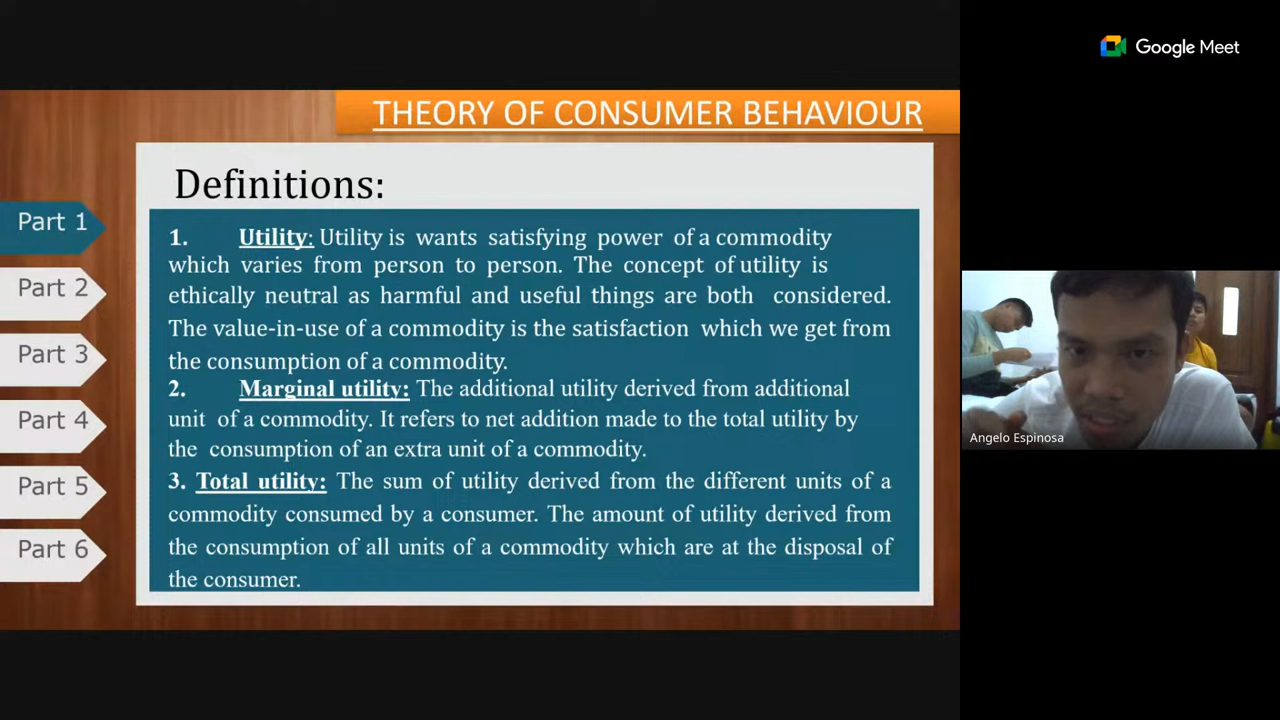 Google Meet
THEORY OF CONSUMER BEHAVIOUR
Definitions:
Part 1
Part 2
Part 3
Part 4
Part 5
Part 6
1. Utility: Utility is wants satisfying power of a commodity
which varies from person to person. The concept of utility is
ethically neutral as harmful and useful things are both considered.
The value-in-use of a commodity is the satisfaction which we get from
the consumption of a commodity.
2. Marginal utility: The additional utility derived from additional
unit of a commodity. It refers to net addition made to the total utility by
the consumption of an extra unit of a commodity.
3. Total utility: The sum of utility derived from the different units of a
commodity consumed by a consumer. The amount of utility derived from
the consumption of all units of a commodity which are at the disposal of
the consumer.
Angelo Espinosa